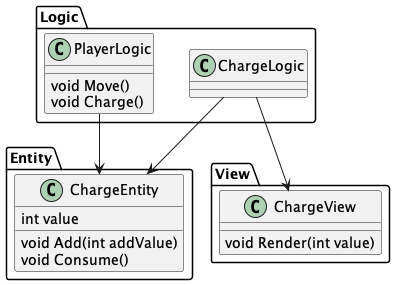 Logic
C PlayerLogic
void Move()
void Charge()
C ChargeLogic
Entity
C ChargeEntity
int value
void Add(int addValue)
void Consume()
View
C ChargeView
void Render(int value)